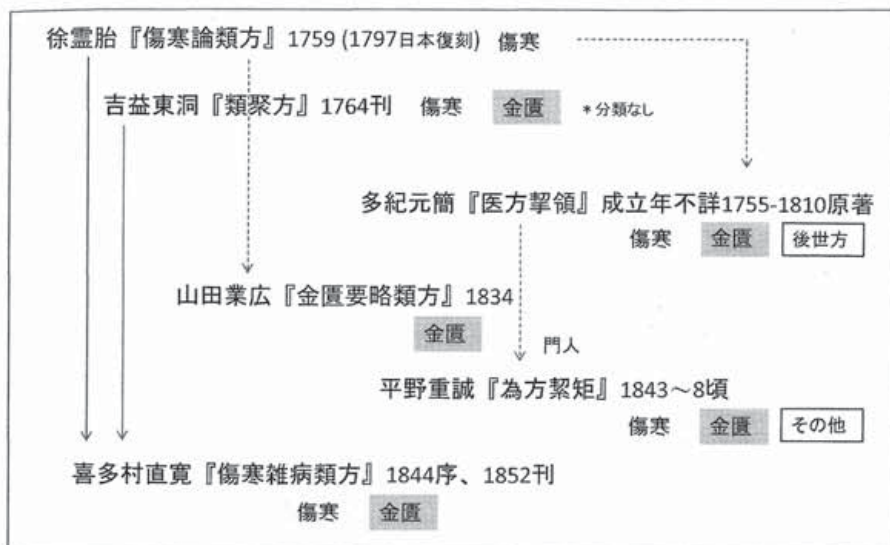 徐霊胎『傷寒論類方』1759 (1797日本復刻) 傷寒
吉益東洞『類聚方』1764刊 傷寒 金匱 *分類なし
多紀元簡『医方挈領』成立年不詳1755-1810原著
傷寒 金匱 後世方
山田業広『金匱要略類方』1834
金匱
門人
平野重誠『為方絜矩』1843～8頃
傷寒 金匱 その他
喜多村直寛『傷寒雑病類方』1844序、1852刊
傷寒 金匱